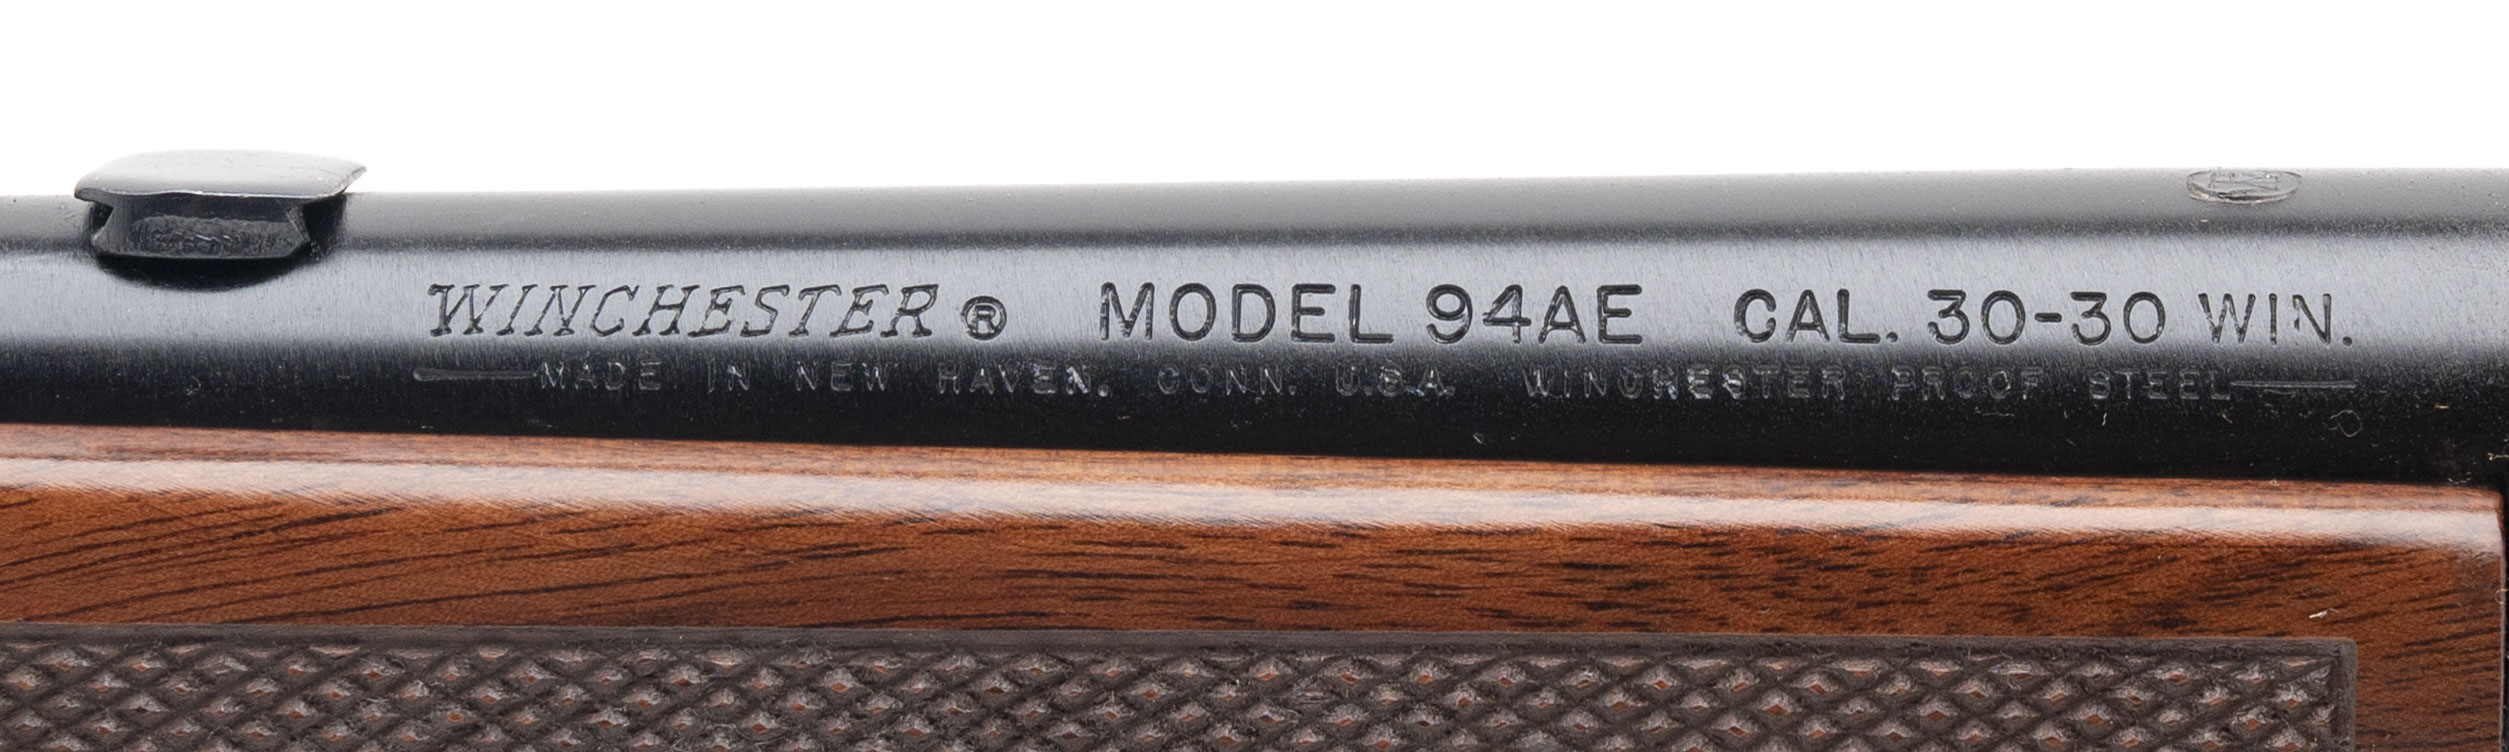 WINCHESTER® MODEL 94AE CAL. 30-30 WIN.
MADE IN NEW HAVEN, CONN. U.S.A. WINCHESTER PROOF STEEL